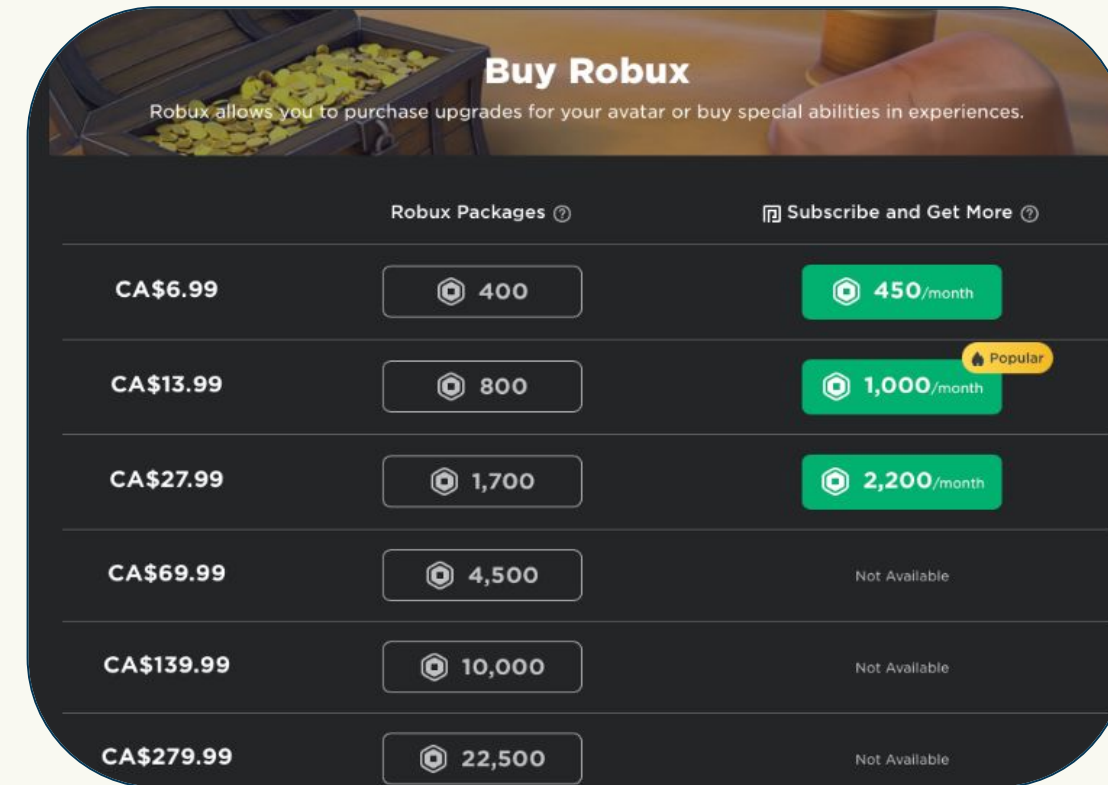 Buy Robux
Robux allows you to purchase upgrades for your avatar or buy special abilities in experiences.
Robux Packages ? Subscribe and Get More ?
CA$6.99 400 450/month
Popular
CA$13.99 800 1,000/month
CA$27.99 1,700 2,200/month
CA$69.99 4,500 Not Available
CA$139.99 10,000 Not Available
CA$279.99 22,500 Not Available